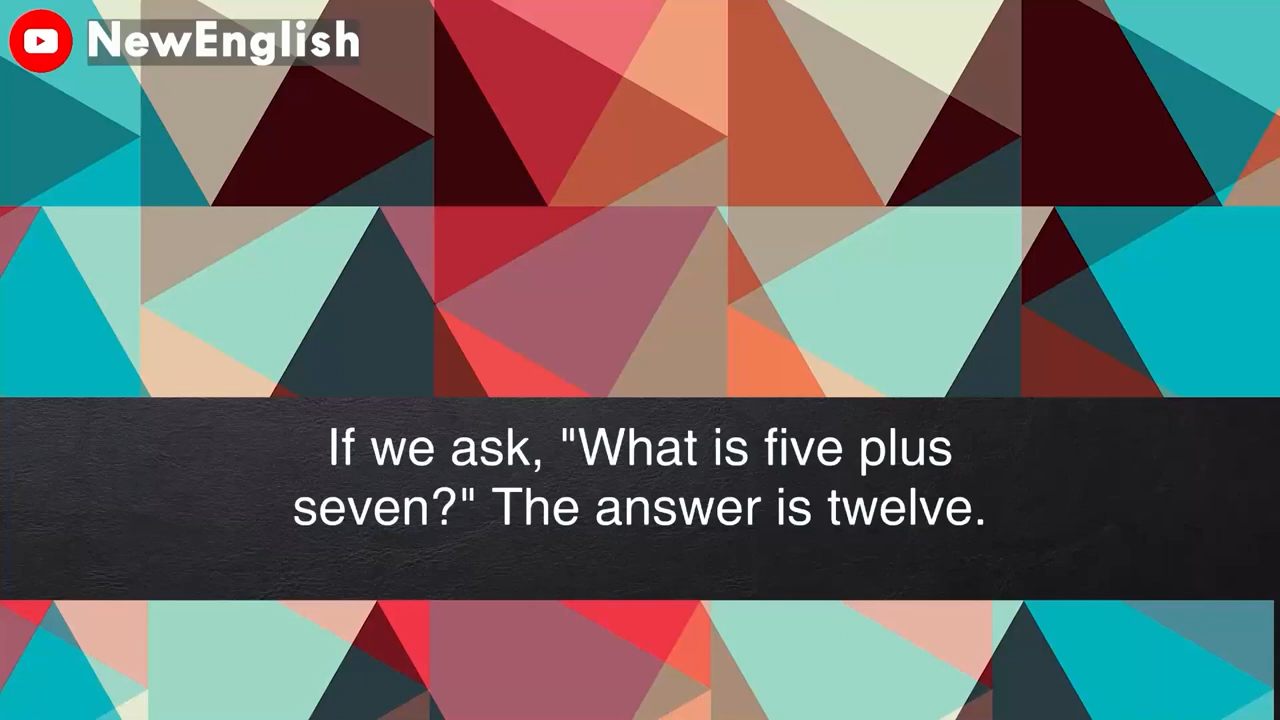 NewEnglish
If we ask, "What is five plus
seven?" The answer is twelve.